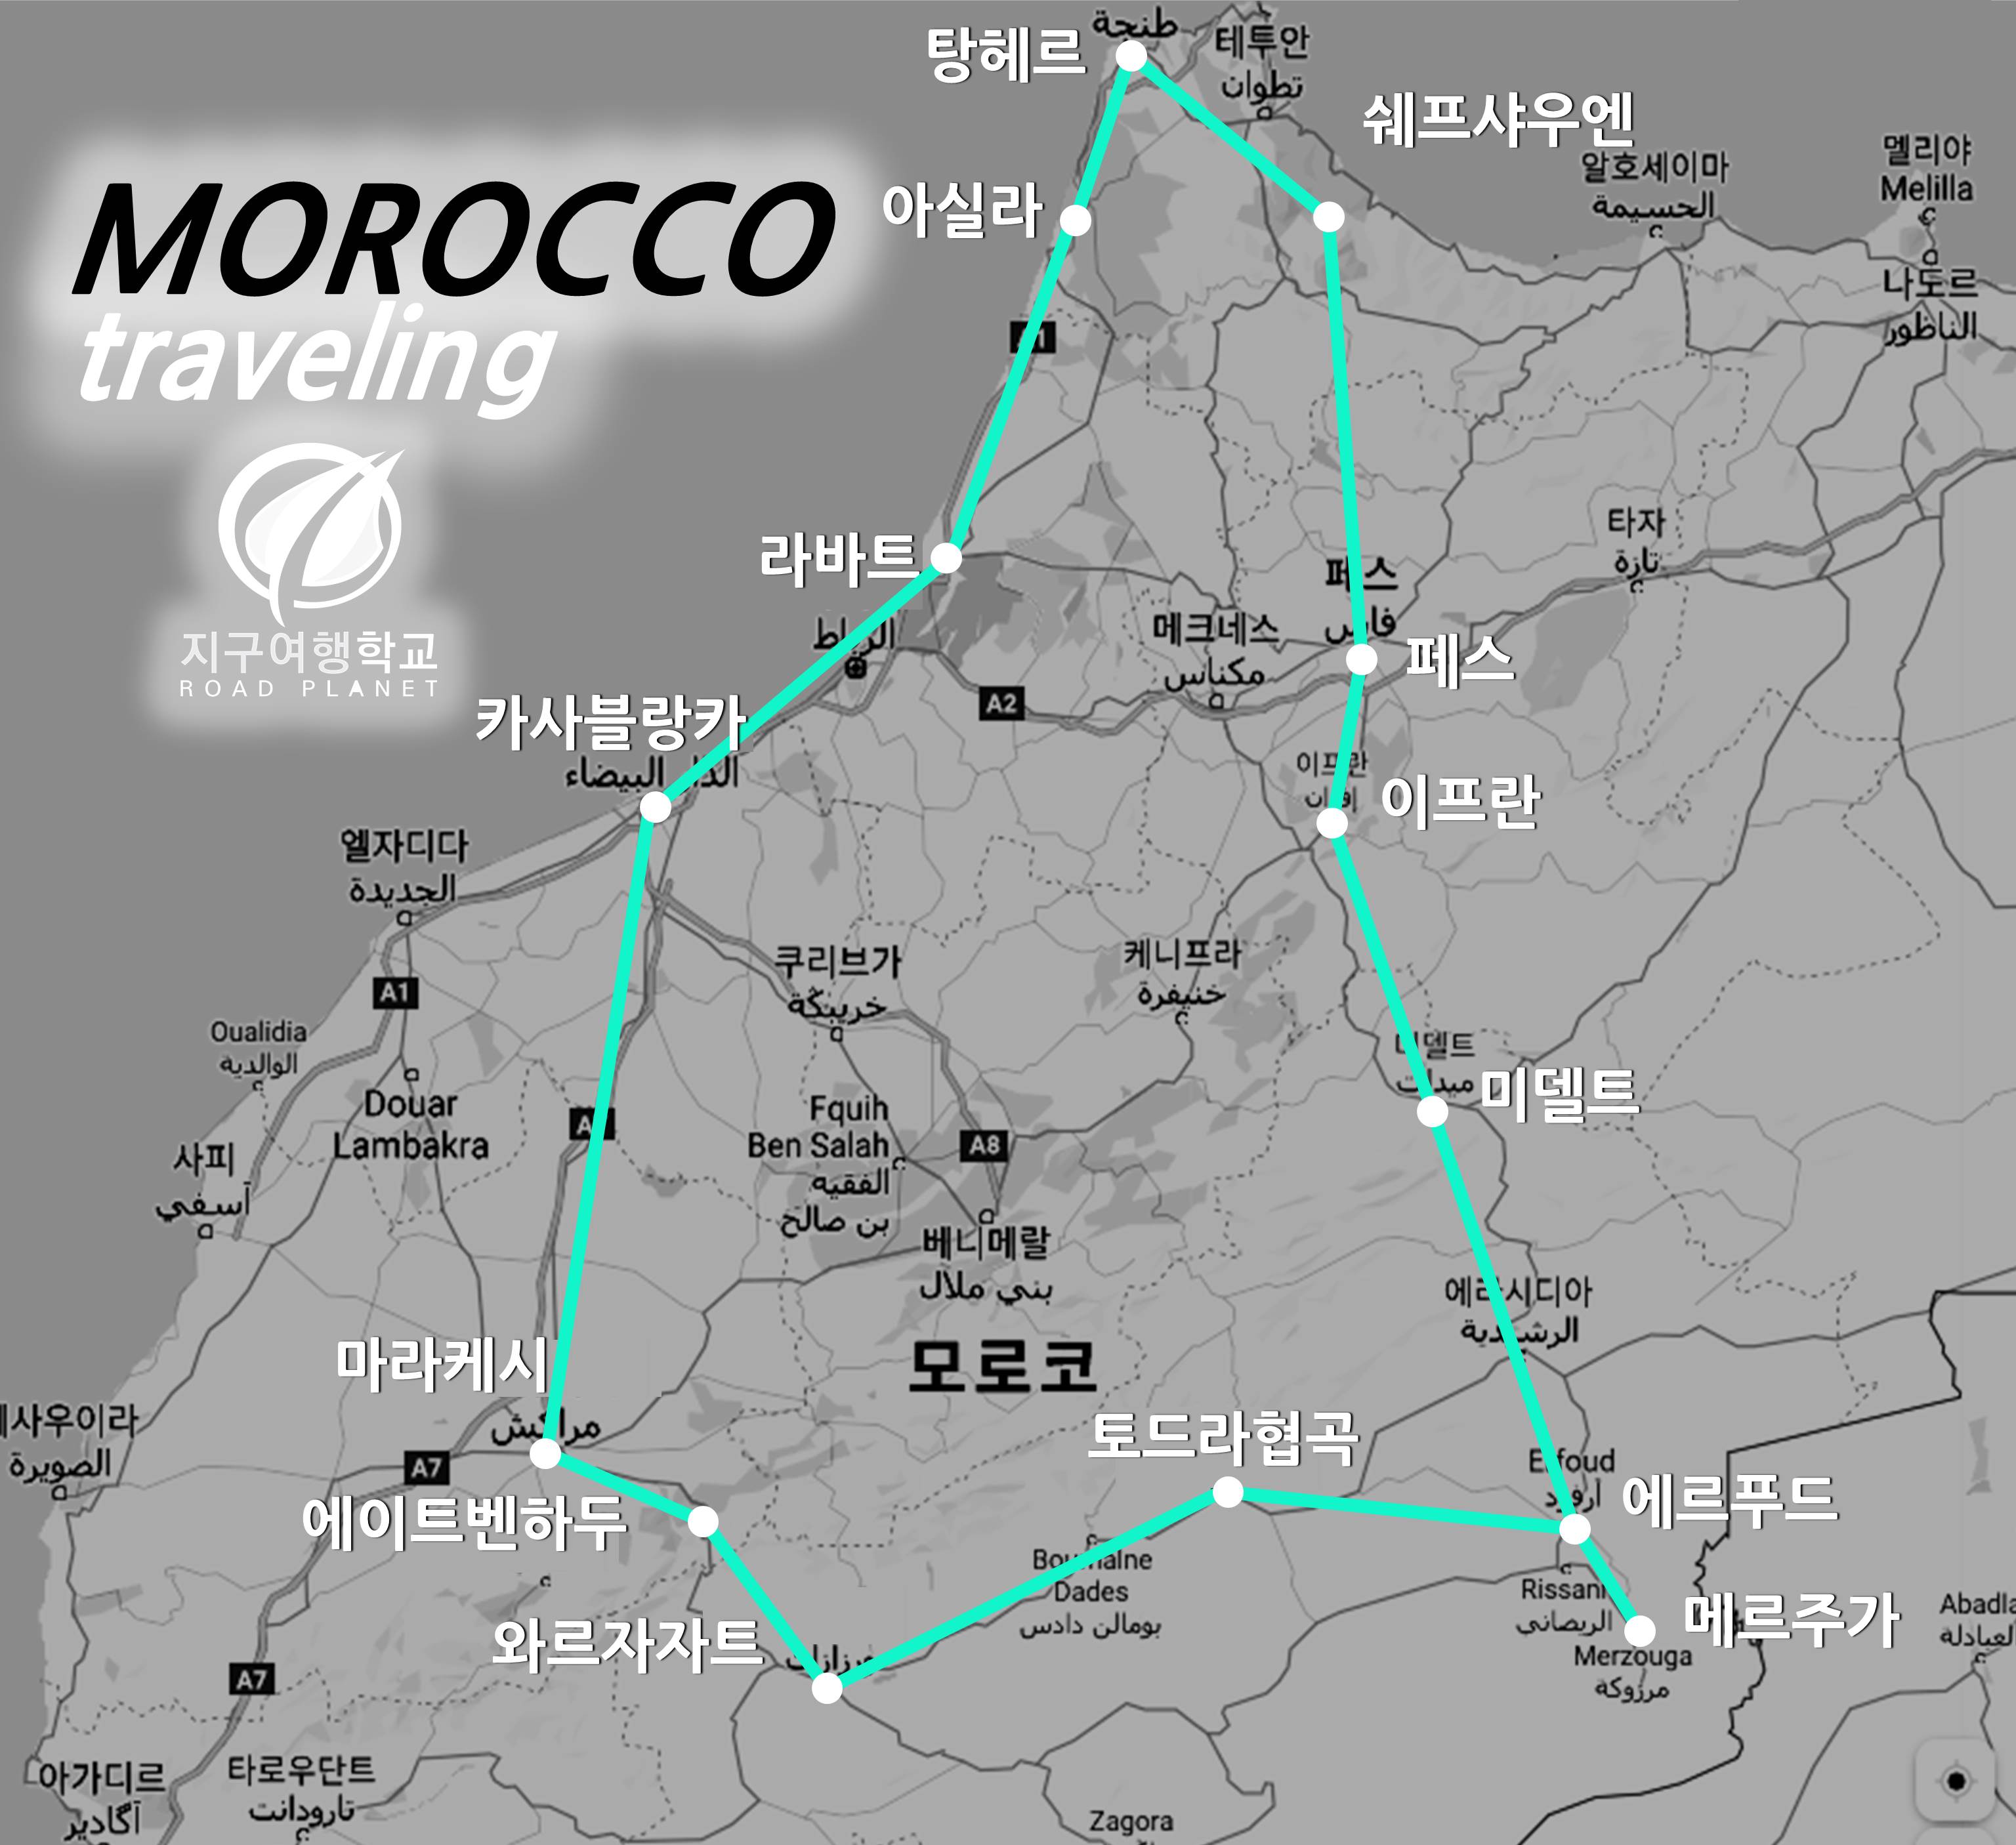 MOROCCO
traveling
지구여행학교
ROAD PLANET
طنجة
탕헤르
테투안
تطوان
쉐프샤우엔
알호세이마
الحسيمة
멜리야
Melilla
나도르
الناظور
아실라
라바트
الرباط
카사블랑카
الدار البيضاء
타자
تازة
페스
فاس
페스
메크네스
مكناس
A2
이프란
이프란
엘자디다
الجديدة
A1
쿠리브가
خريبكة
케니프라
خنيفرة
Oualidia
الوالدية
미델트
ميدلت
미델트
Douar
Lambakra
Fquih
Ben Salah
الفقيه
بن صالح
A8
사피
آسفي
베니메랄
بني ملال
에라시디아
الرشيدية
모로코
마라케시
مراكش
A7
사우이라
الصويرة
토드라협곡
Erfoud
أرفود
에르푸드
에이트벤하두
Boumalne
Dades
بومالن دادس
Rissani
الريصاني
메르주가
Merzouga
مرزوكة
와르자자트
A7
아가디르
أكادير
타로우단트
تارودانت
Zagora